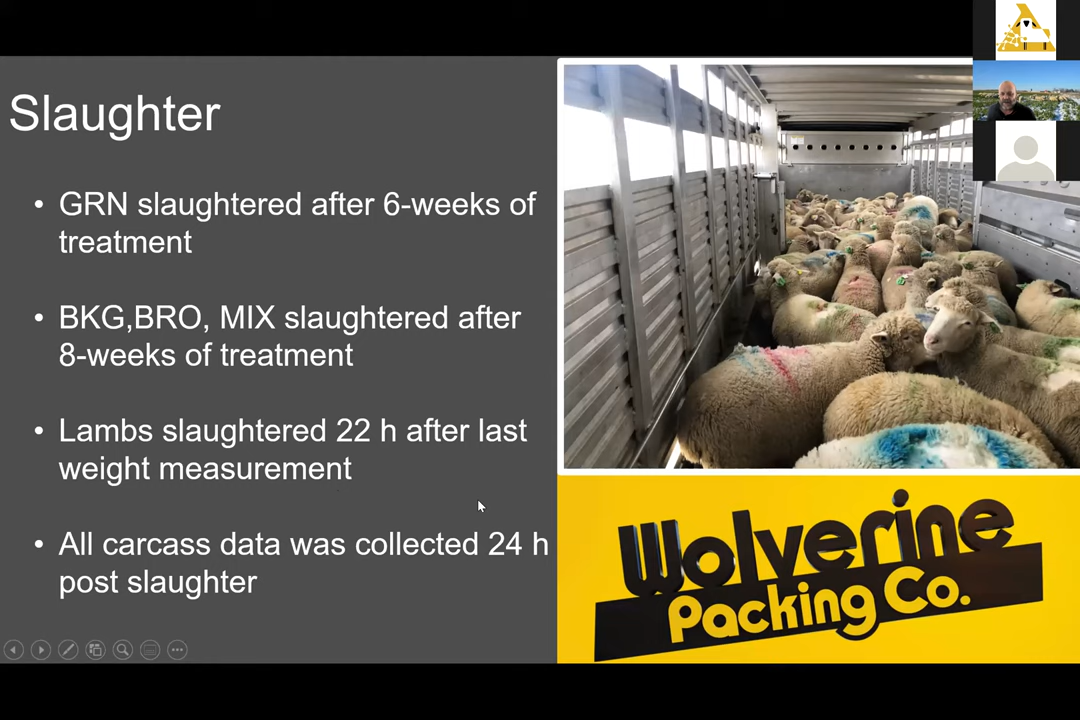 Slaughter
• GRN slaughtered after 6-weeks of
treatment
• BKG,BRO, MIX slaughtered after
8-weeks of treatment
• Lambs slaughtered 22 h after last
weight measurement
• All carcass data was collected 24 h
post slaughter
Wolverine
Packing Co.